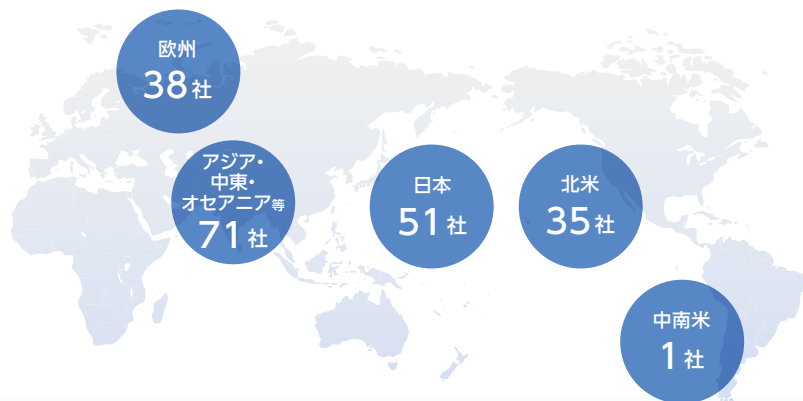 欧州
38社
アジア・
中東・
オセアニア等
71社
日本
51社
北米
35社
中南米
1社